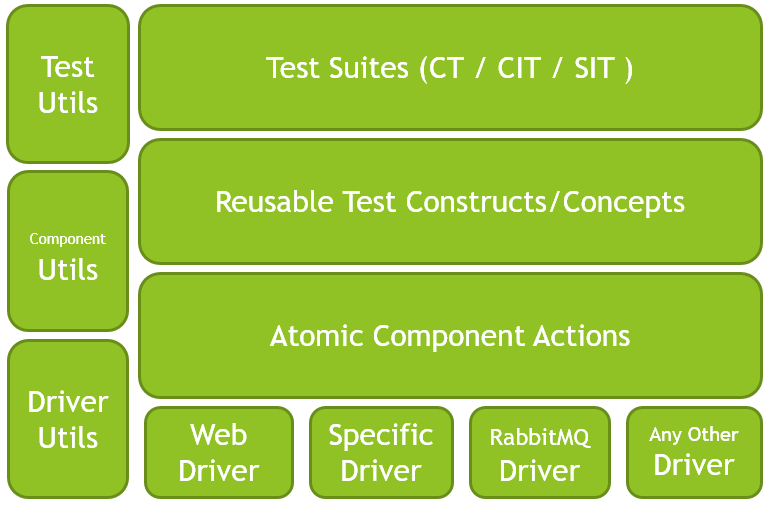 Test
Utils
Test Suites (CT / CIT / SIT )
Reusable Test Constructs/Concepts
Component
Utils
Atomic Component Actions
Driver
Utils
Web
Driver
Specific
Driver
RabbitMQ
Driver
Any Other
Driver